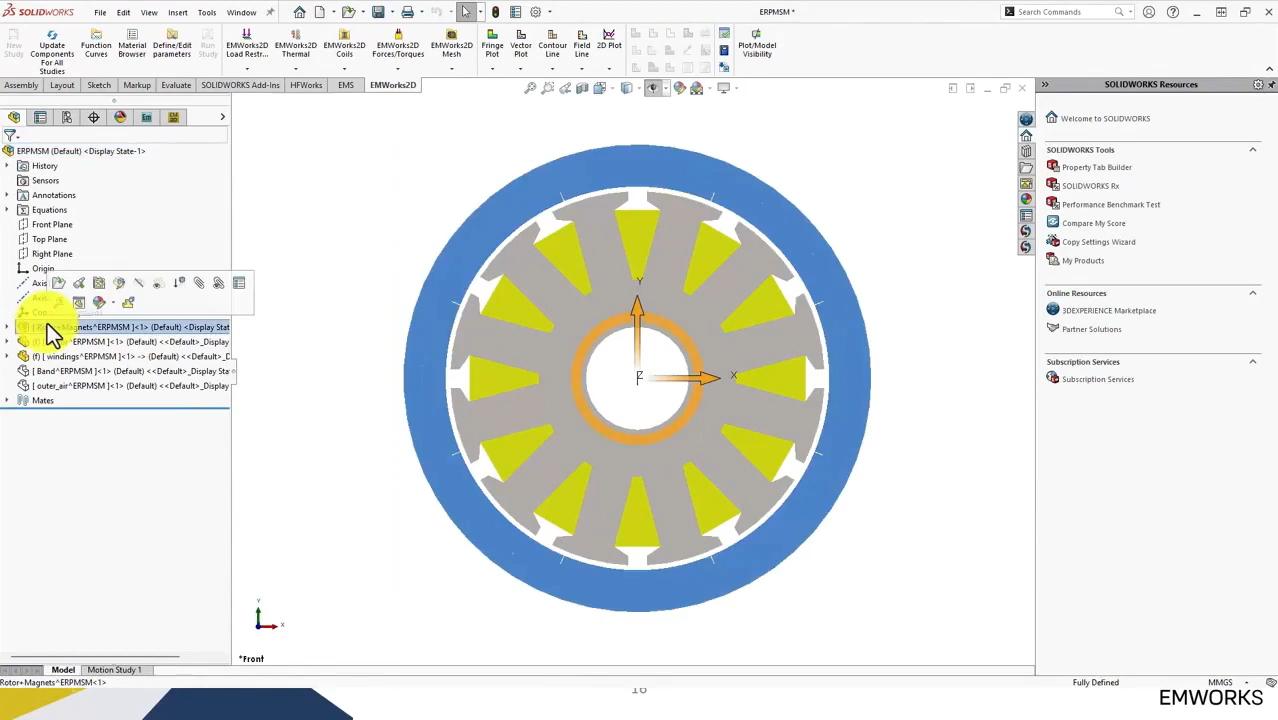 SOLIDWORKS
File Edit View Insert Tools Window
ERPMSM *
Search Commands
New Study
Update Components For All Studies
Function Curves
Material Browser
Define/Edit parameters
Run Study
EMWorks2D Load Restr...
EMWorks2D Thermal
EMWorks2D Coils
EMWorks2D Forces/Torques
EMWorks2D Mesh
Fringe Plot
Vector Plot
Contour Line
Field Line
2D Plot
Plot/Model Visibility
Assembly Layout Sketch Markup Evaluate SOLIDWORKS Add-Ins HFWorks EMS EMWorks2D
SOLIDWORKS Resources
ERPMSM (Default) <Display State-1>
History
Sensors
Annotations
Equations
Front Plane
Top Plane
Right Plane
Origin
Magnets^ERPMSM ]<1> (Default) <Display Stat
^ERPMSM ]<1> (Default) <<Default>_Display
(f) [ windings^ERPMSM ]<1> -> (Default) <<Default>_D
[ Band^ERPMSM ]<1> (Default) <<Default>_Display Sta
[ outer_air^ERPMSM ]<1> (Default) <<Default>_Display
Mates
Y
X
Welcome to SOLIDWORKS
SOLIDWORKS Tools
Property Tab Builder
SOLIDWORKS Rx
Performance Benchmark Test
Compare My Score
Copy Settings Wizard
My Products
Online Resources
3DEXPERIENCE Marketplace
Partner Solutions
Subscription Services
Subscription Services
Y
X
*Front
Model Motion Study 1
Rotor+Magnets^ERPMSM<1>
Fully Defined
MMGS
16
EMWORKS